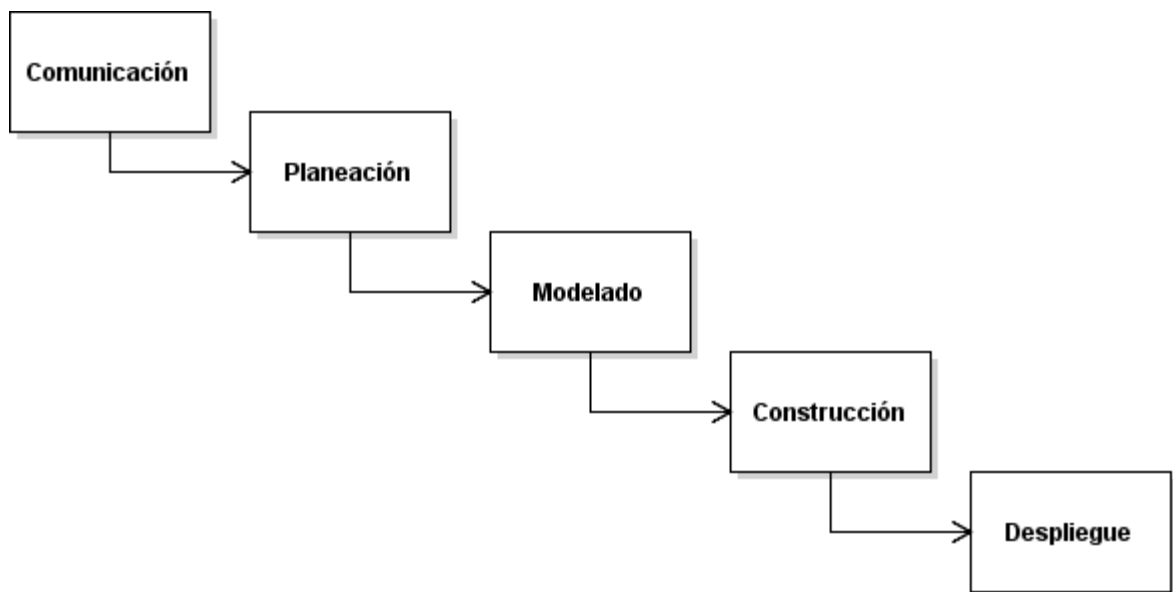 Comunicación
Planeación
Modelado
Construcción
Despliegue